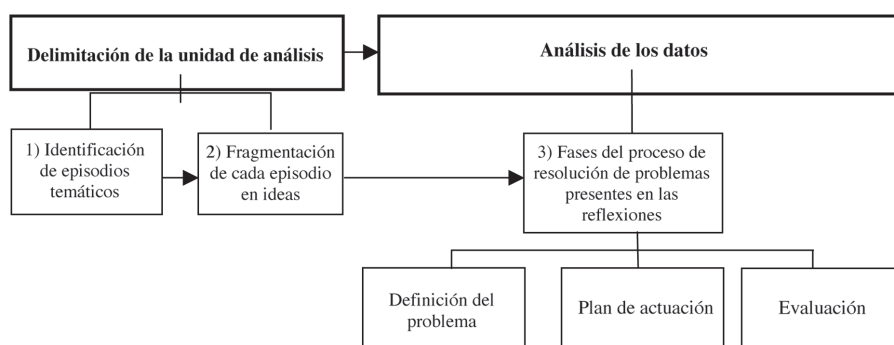 Delimitación de la unidad de análisis
Análisis de los datos
1) Identificación
de episodios
temáticos
2) Fragmentación
de cada episodio
en ideas
3) Fases del proceso de
resolución de problemas
presentes en las
reflexiones
Definición del
problema
Plan de actuación
Evaluación